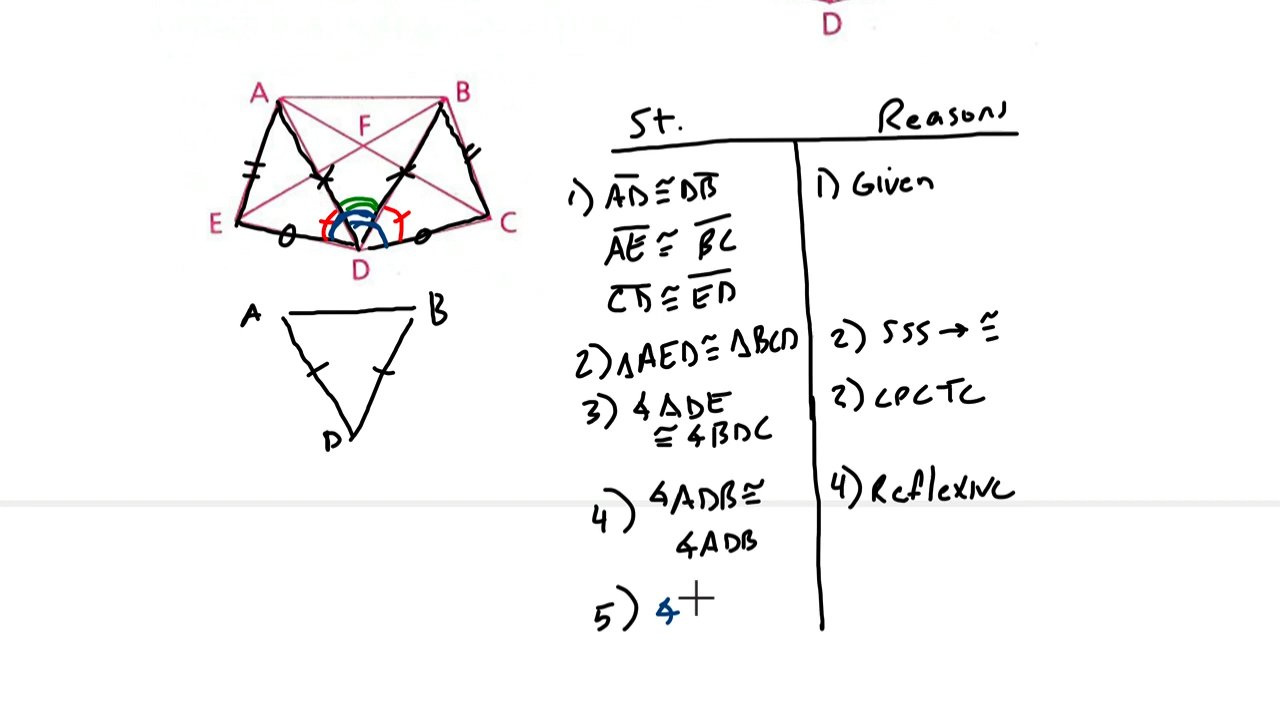 D
A B
F
E C
D
A B
D
St. Reasons
1) AD ≅ DB 1) Given
AE ≅ BC
CD ≅ ED
2) △AED ≅ △BCD 2) SSS → ≅
3) ∡ADE 2) CPCTC
≅ ∡BDC
4) ∡ADB ≅ 4) Reflexive
∡ADB
5) ∡